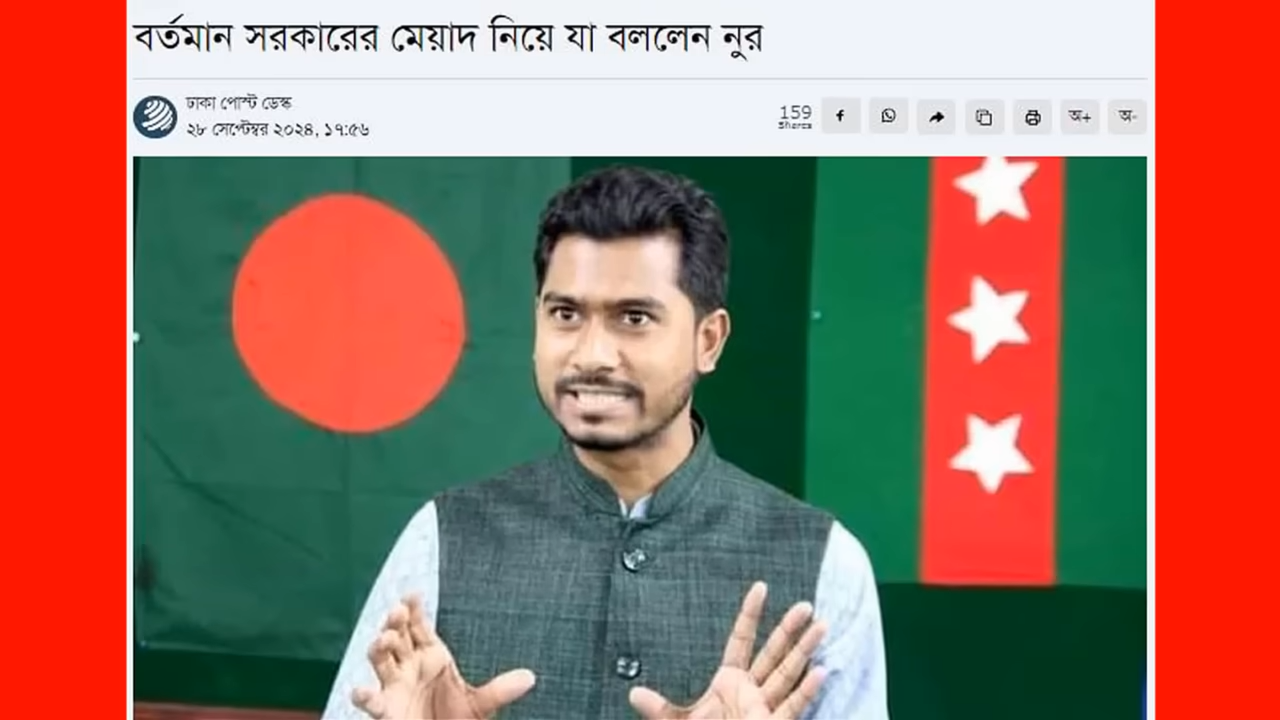 বর্তমান সরকারের মেয়াদ নিয়ে যা বললেন নুর
ঢাকা পোস্ট ডেস্ক
২৮ সেপ্টেম্বর ২০২৪, ১৭:৫৬
159
Shares
অ+
অ-